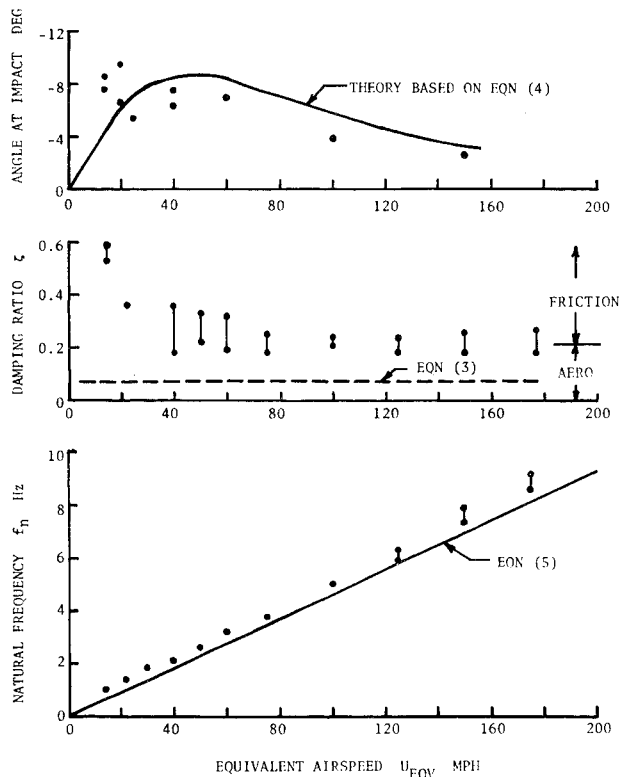 ANGLE AT IMPACT DEG
-12
-8
-4
0
THEORY BASED ON EQN (4)
0 40 80 120 160 200
DAMPING RATIO ζ
0.6
0.4
0.2
0
EQN (3)
FRICTION
AERO
0 40 80 120 160 200
NATURAL FREQUENCY fn Hz
10
8
6
4
2
0
EQN (5)
0 40 80 120 160 200
EQUIVALENT AIRSPEED UEQV MPH